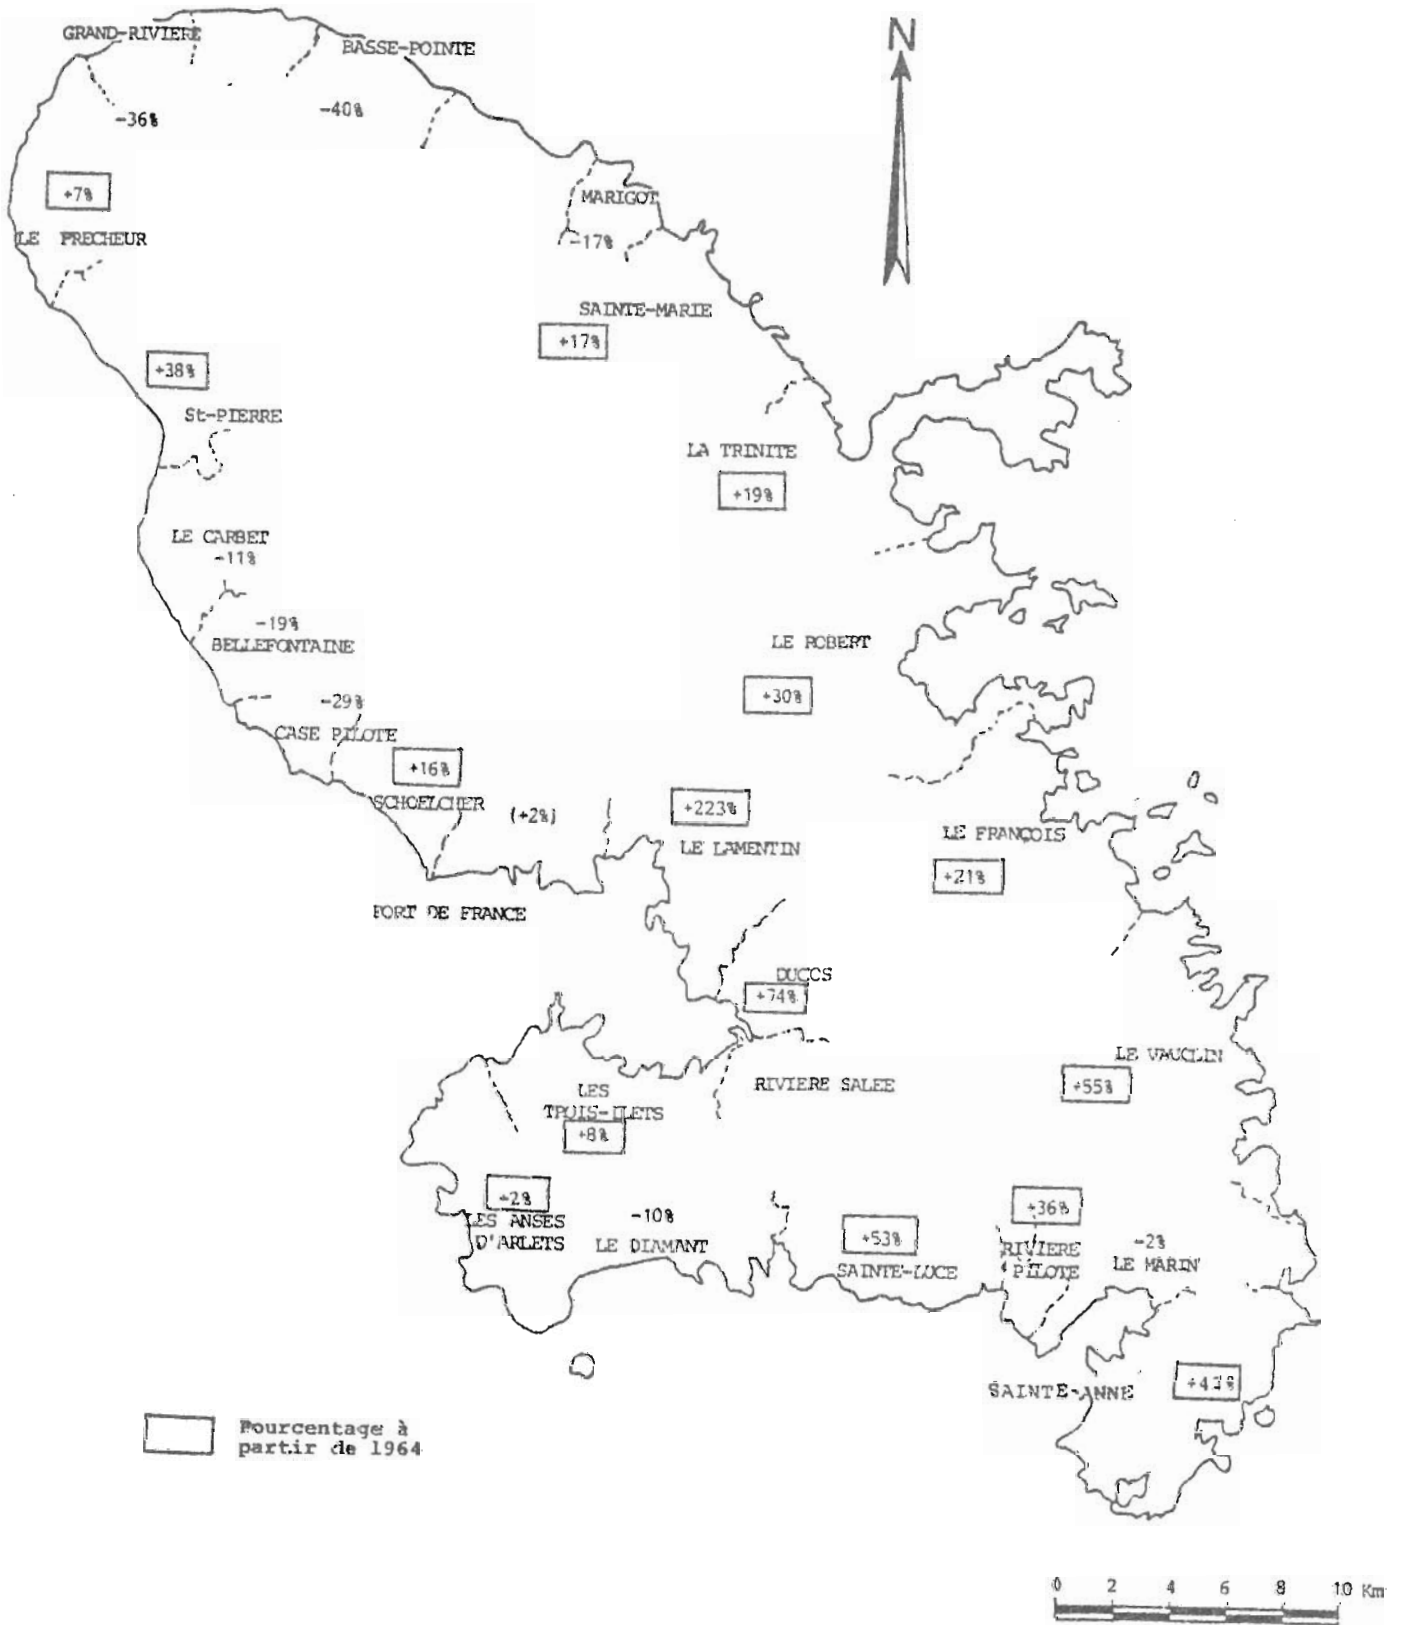 N
GRAND-RIVIERE
BASSE-POINTE
-36%
-40%
+7%
LE PRECHEUR
MARIGOT
-17%
SAINTE-MARIE
+17%
+38%
St-PIERRE
LA TRINITE
+19%
LE CARBET
-11%
-19%
BELLEFONTAINE
LE ROBERT
+30%
-29%
CASE PILOTE
+16%
SCHOELCHER
(+2%)
+223%
LE LAMENTIN
LE FRANÇOIS
+21%
FORT DE FRANCE
DUCOS
+74%
LE VAUCLIN
+55%
RIVIERE SALEE
LES
TROIS-ILETS
+8%
+2%
LES ANSES
D'ARLETS
-10%
LE DIAMANT
+53%
SAINTE-LUCE
+36%
RIVIERE
PILOTE
-2%
LE MARIN
SAINTE-ANNE
Pourcentage à
partir de 1964
0 2 4 6 8 10 Km